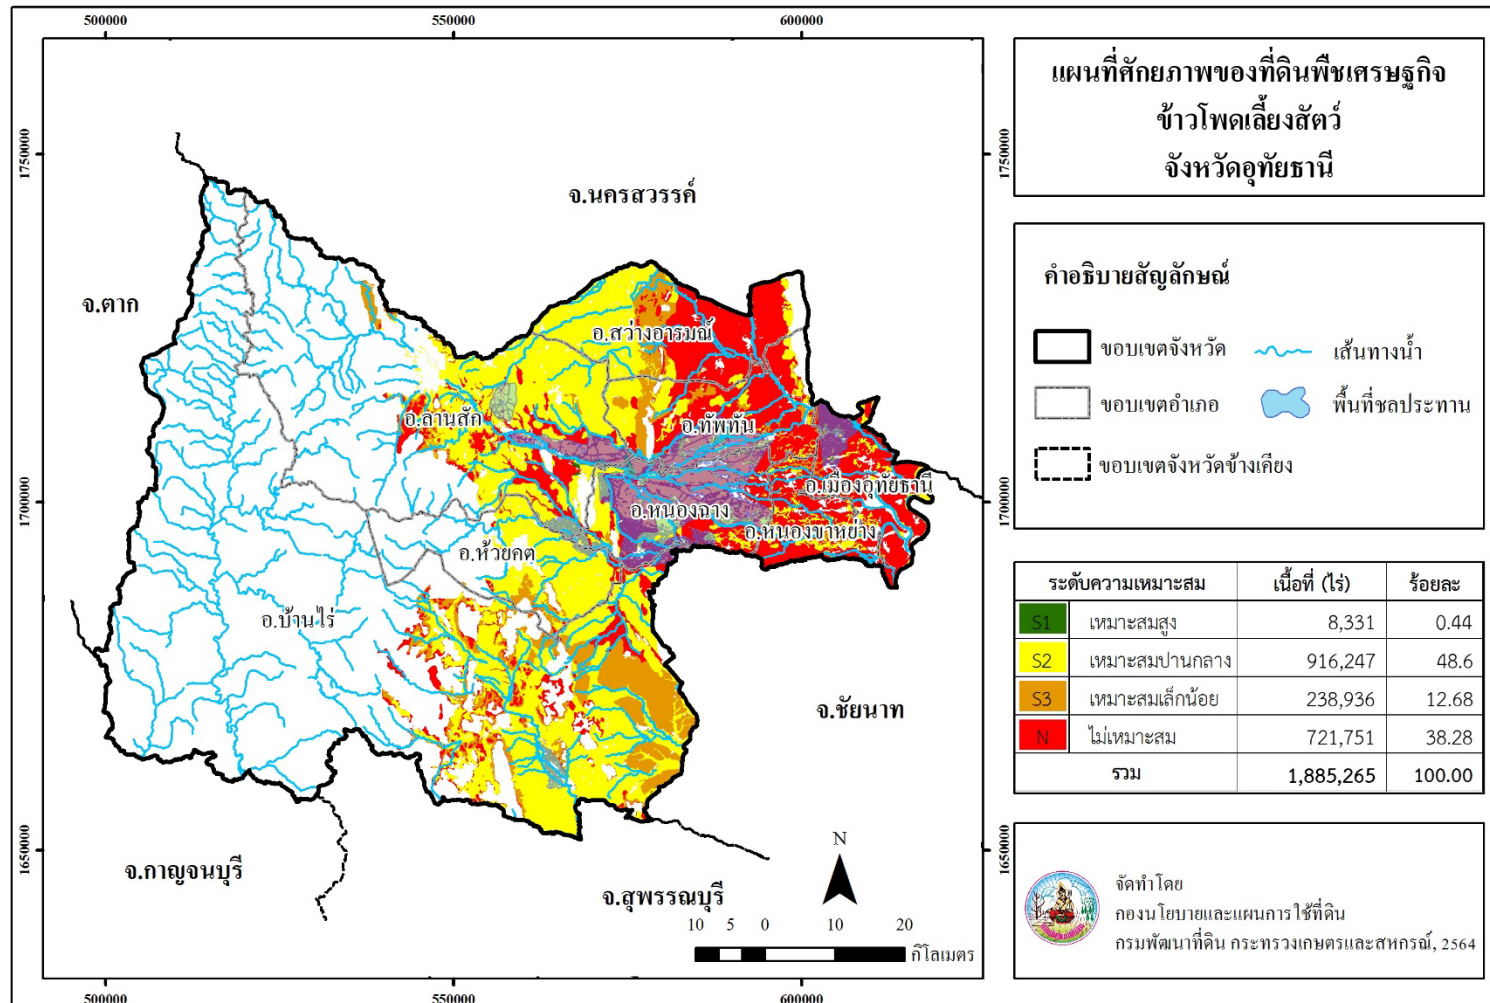 500000 550000 600000
แผนที่ศักยภาพของที่ดินพืชเศรษฐกิจ
ข้าวโพดเลี้ยงสัตว์
จังหวัดอุทัยธานี
1750000 1750000
จ.นครสวรรค์
จ.ตาก
อ.สว่างอารมณ์
อ.ลานสัก
อ.ทัพทัน
อ.เมืองอุทัยธานี
1700000 1700000
อ.หนองฉาง
อ.หนองขาหย่าง
อ.ห้วยคต
อ.บ้านไร่
จ.ชัยนาท
จ.กาญจนบุรี
จ.สุพรรณบุรี
1650000 1650000
N
10 5 0 10 20
กิโลเมตร
500000 550000 600000
คำอธิบายสัญลักษณ์
ขอบเขตจังหวัด เส้นทางน้ำ
ขอบเขตอำเภอ พื้นที่ชลประทาน
ขอบเขตจังหวัดข้างเคียง
ระดับความเหมาะสม เนื้อที่ (ไร่) ร้อยละ
S1 เหมาะสมสูง 8,331 0.44
S2 เหมาะสมปานกลาง 916,247 48.6
S3 เหมาะสมเล็กน้อย 238,936 12.68
N ไม่เหมาะสม 721,751 38.28
รวม 1,885,265 100.00
จัดทำโดย
กองนโยบายและแผนการใช้ที่ดิน
กรมพัฒนาที่ดิน กระทรวงเกษตรและสหกรณ์, 2564